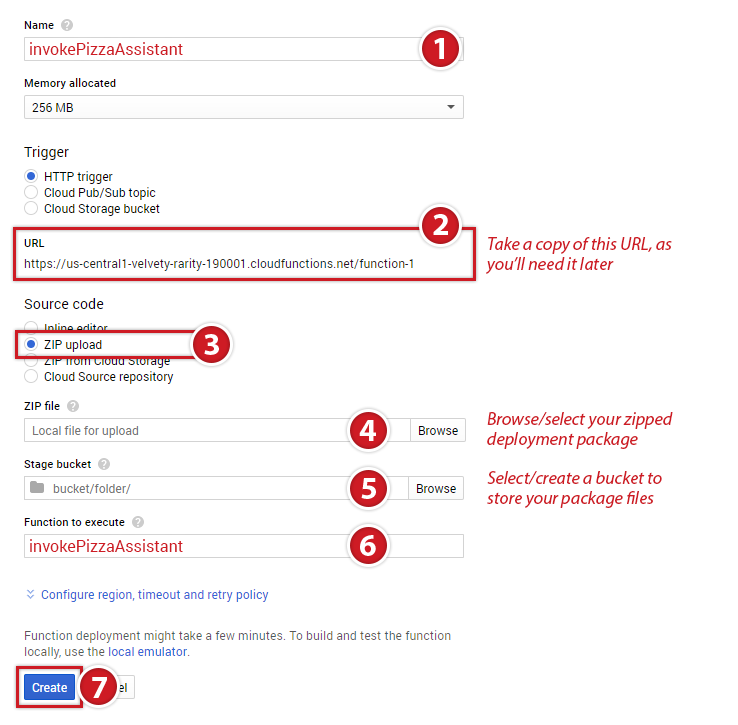 Name ?
invokePizzaAssistant
1
Memory allocated
256 MB
Trigger
HTTP trigger
Cloud Pub/Sub topic
Cloud Storage bucket
2
URL
https://us-central1-velvety-rarity-190001.cloudfunctions.net/function-1
Take a copy of this URL, as
you'll need it later
Source code
Inline editor
ZIP upload
3
ZIP from Cloud Storage
Cloud Source repository
ZIP file ?
Local file for upload
4
Browse
Browse/select your zipped
deployment package
Stage bucket ?
bucket/folder/
5
Browse
Select/create a bucket to
store your package files
Function to execute ?
invokePizzaAssistant
6
Configure region, timeout and retry policy
Function deployment might take a few minutes. To build and test the function
locally, use the local emulator.
Create
7
el